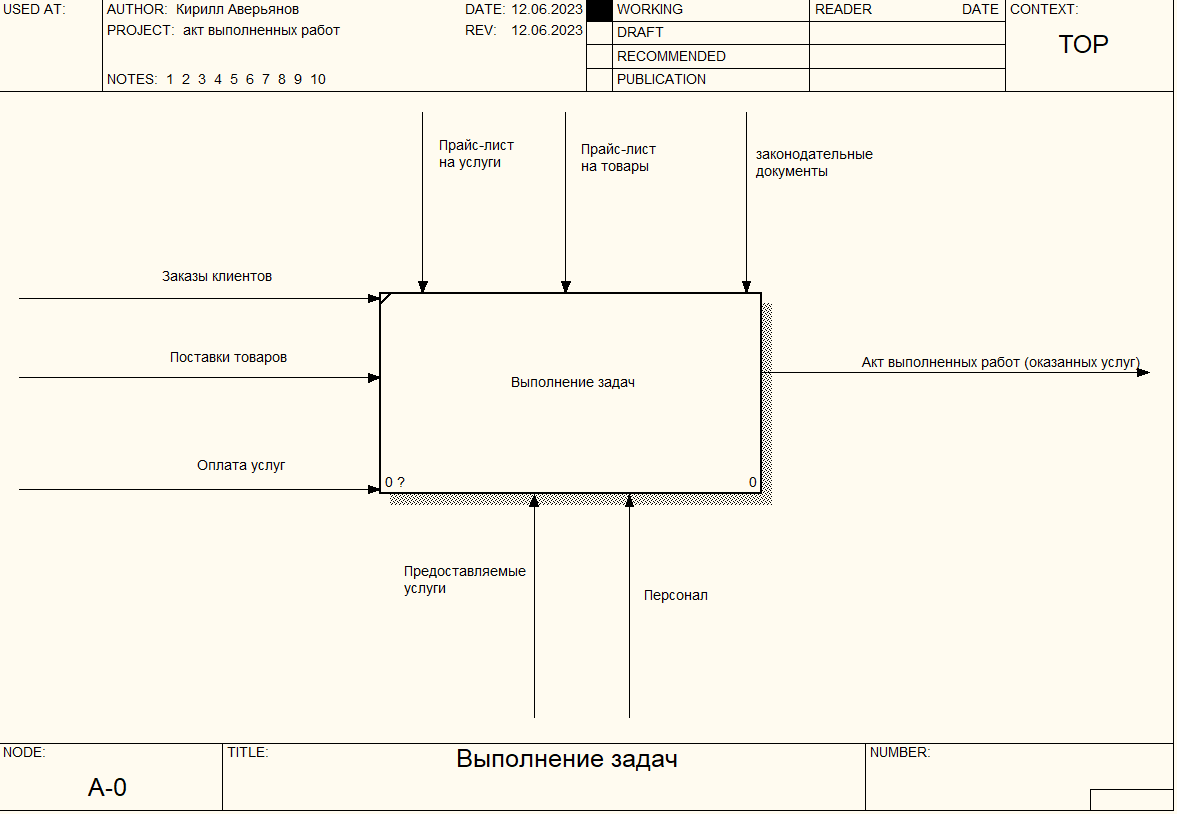 USED AT:
AUTHOR: Кирилл Аверьянов
DATE: 12.06.2023
PROJECT: акт выполненных работ
REV: 12.06.2023
NOTES: 1 2 3 4 5 6 7 8 9 10
WORKING
DRAFT
RECOMMENDED
PUBLICATION
READER DATE
CONTEXT:
TOP
Прайс-лист
на услуги
Прайс-лист
на товары
законодательные
документы
Заказы клиентов
Поставки товаров
Оплата услуг
Выполнение задач
0 ?
0
Акт выполненных работ (оказанных услуг)
Предоставляемые
услуги
Персонал
NODE:
A-0
TITLE:
Выполнение задач
NUMBER: